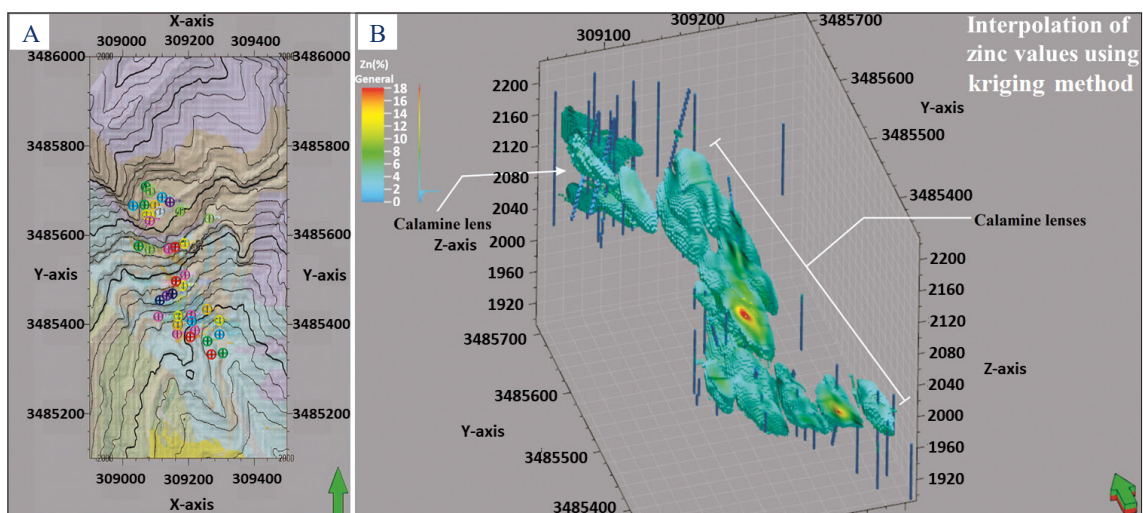 A
X-axis
309000 309200 309400
3486000
3485800
3485600
Y-axis
3485400
3485200
3486000
3485800
3485600
Y-axis
3485400
3485200
2000
2000
2000
309000 309200 309400
X-axis
B
Zn(%)
General
18
16
14
12
10
8
6
4
2
0
Interpolation of
zinc values using
kriging method
309100
309200
3485700
3485600
Y-axis
3485500
3485400
2200
2160
2120
2080
2040
2000
1960
1920
Calamine lens
Z-axis
Calamine lenses
2200
2160
2120
2080
2040
2000
1960
1920
Z-axis
3485700
3485600
Y-axis
3485500
3485400